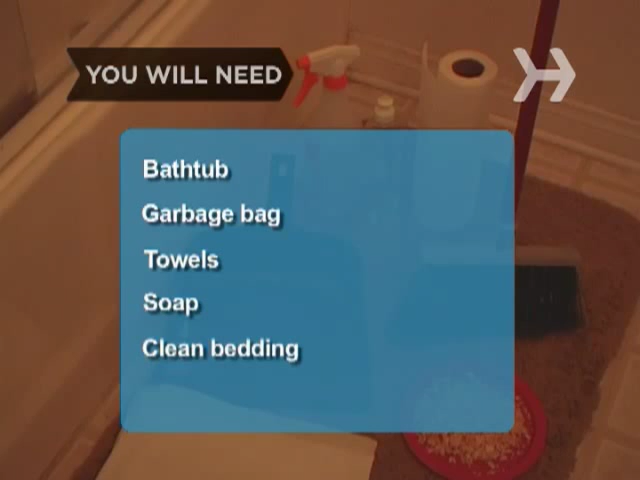 YOU WILL NEED
Bathtub
Garbage bag
Towels
Soap
Clean bedding